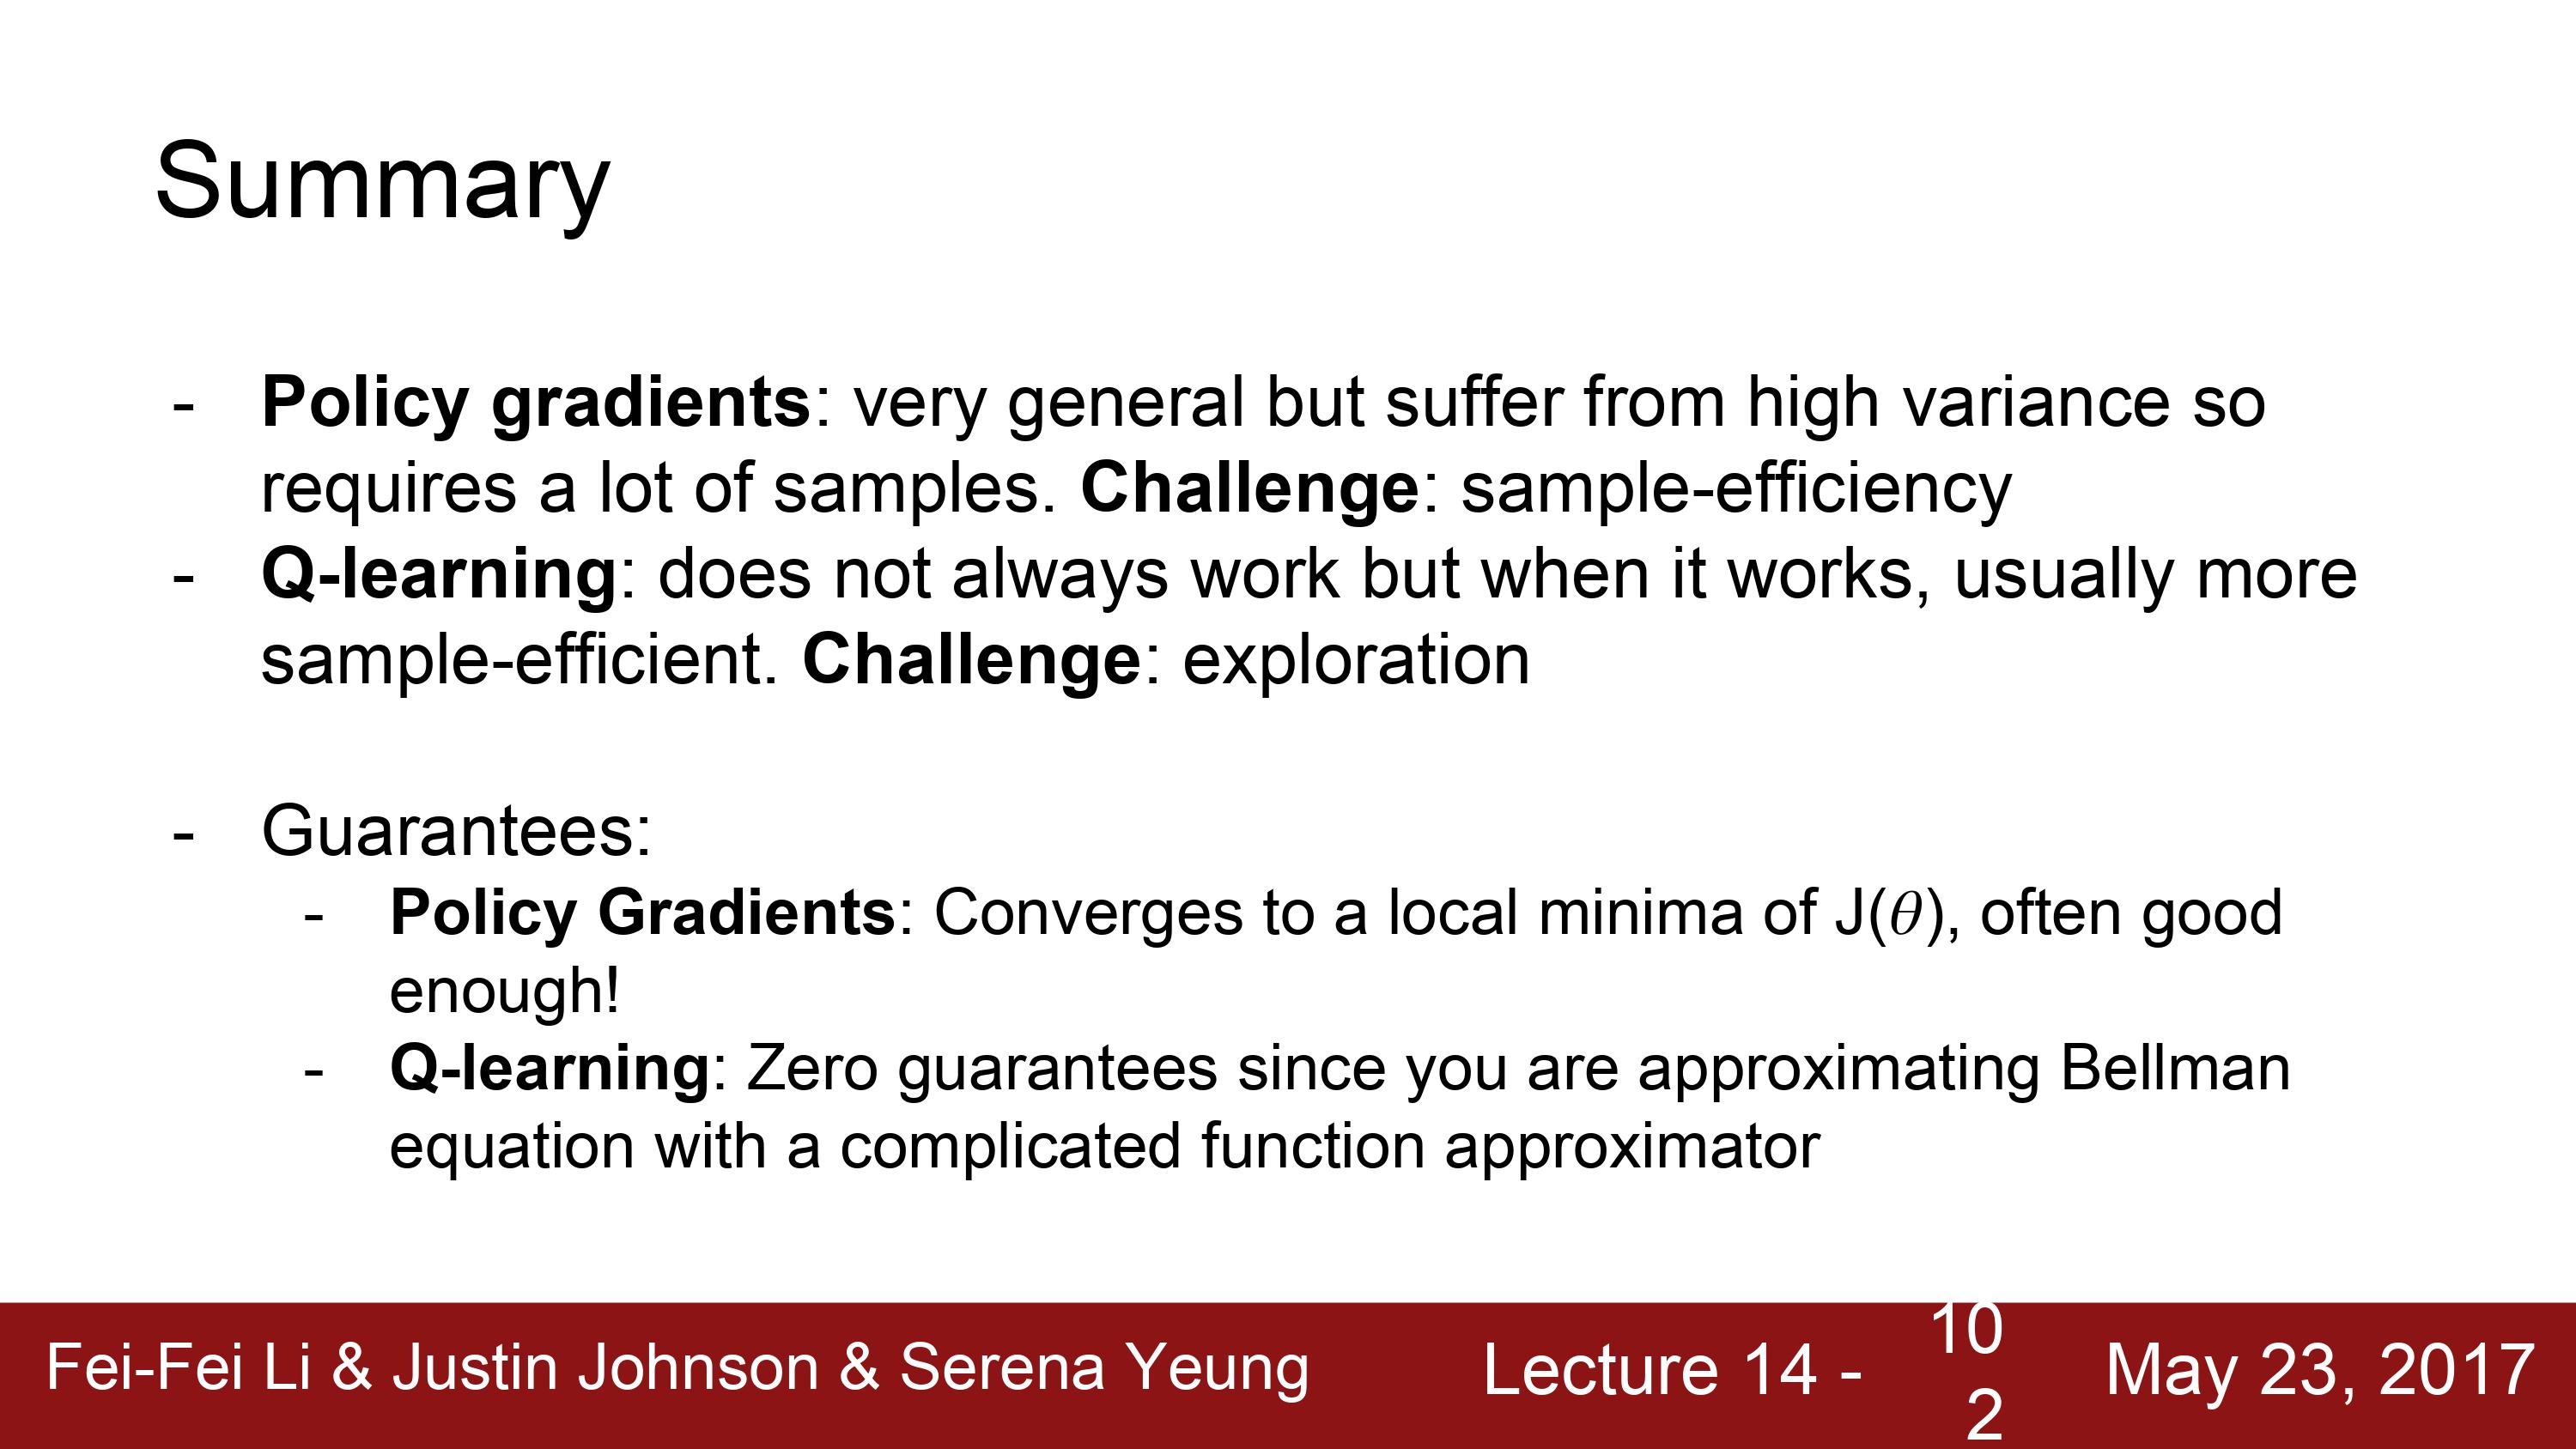 Summary
- Policy gradients: very general but suffer from high variance so
requires a lot of samples. Challenge: sample-efficiency
- Q-learning: does not always work but when it works, usually more
sample-efficient. Challenge: exploration
- Guarantees:
- Policy Gradients: Converges to a local minima of J(𝜃), often good
enough!
- Q-learning: Zero guarantees since you are approximating Bellman
equation with a complicated function approximator
Fei-Fei Li & Justin Johnson & Serena Yeung
Lecture 14 -
10
2
May 23, 2017